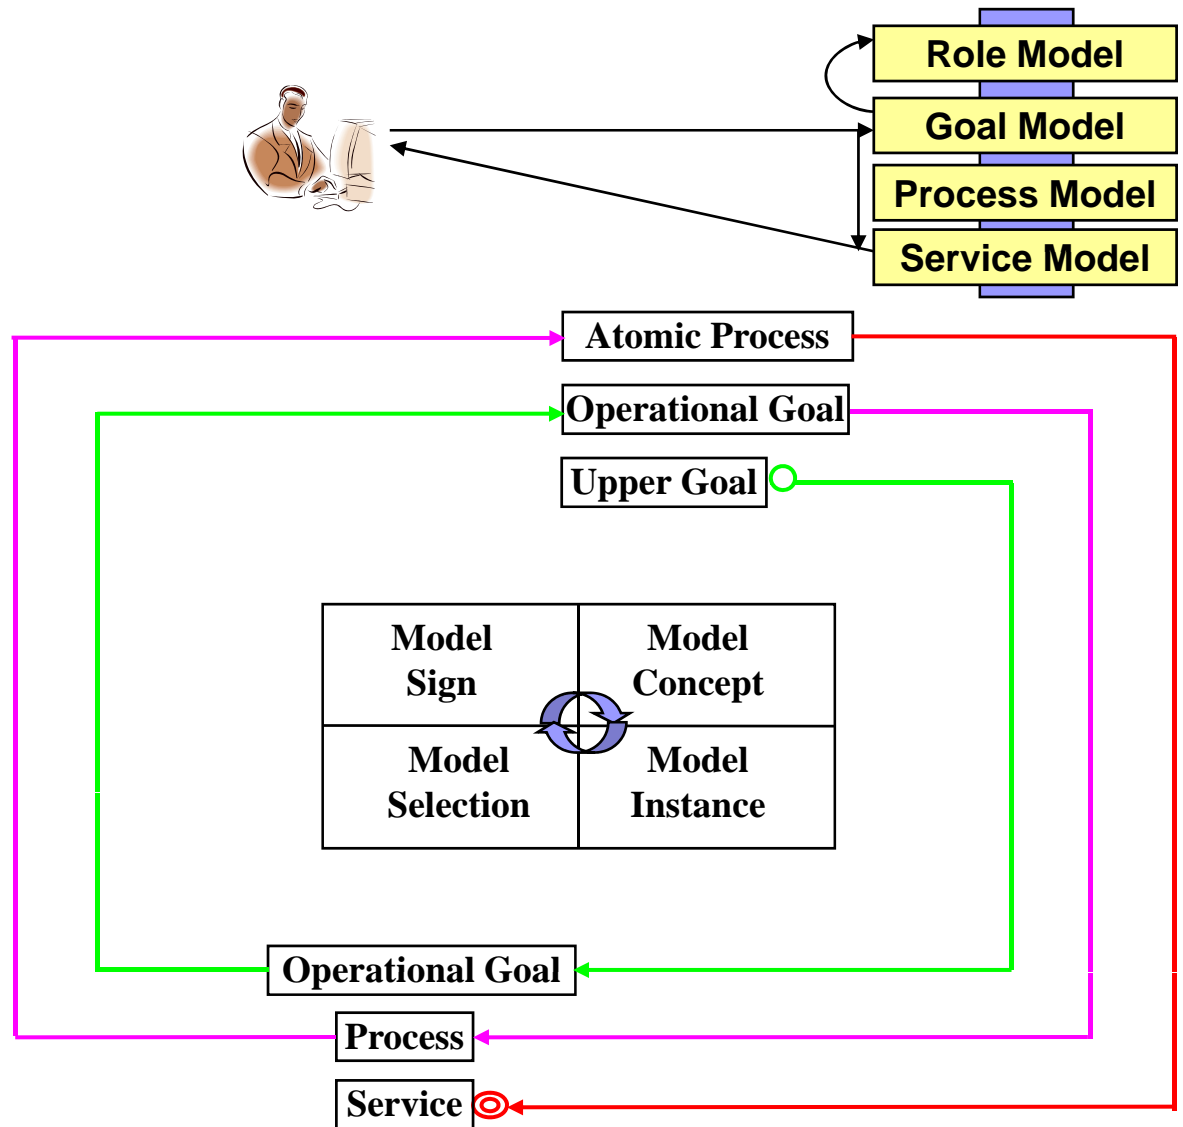 Role Model
Goal Model
Process Model
Service Model
Atomic Process
Operational Goal
Upper Goal
Model
Sign
Model
Concept
Model
Selection
Model
Instance
Operational Goal
Process
Service